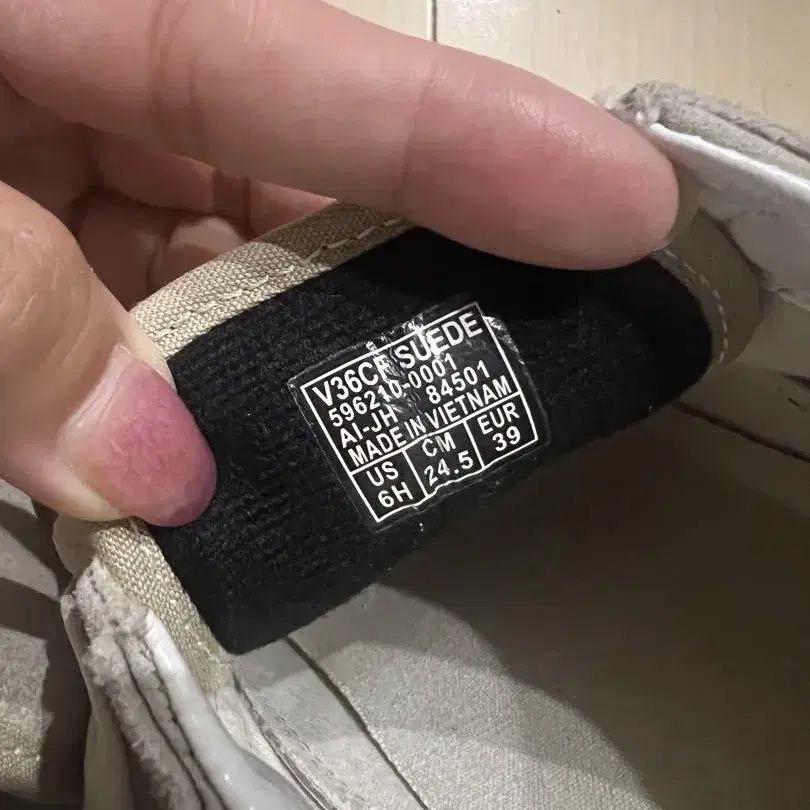 V36CF SUEDE
596210-0001
AI-JH 84501
MADE IN VIETNAM
US CM EUR
6H 24.5 39